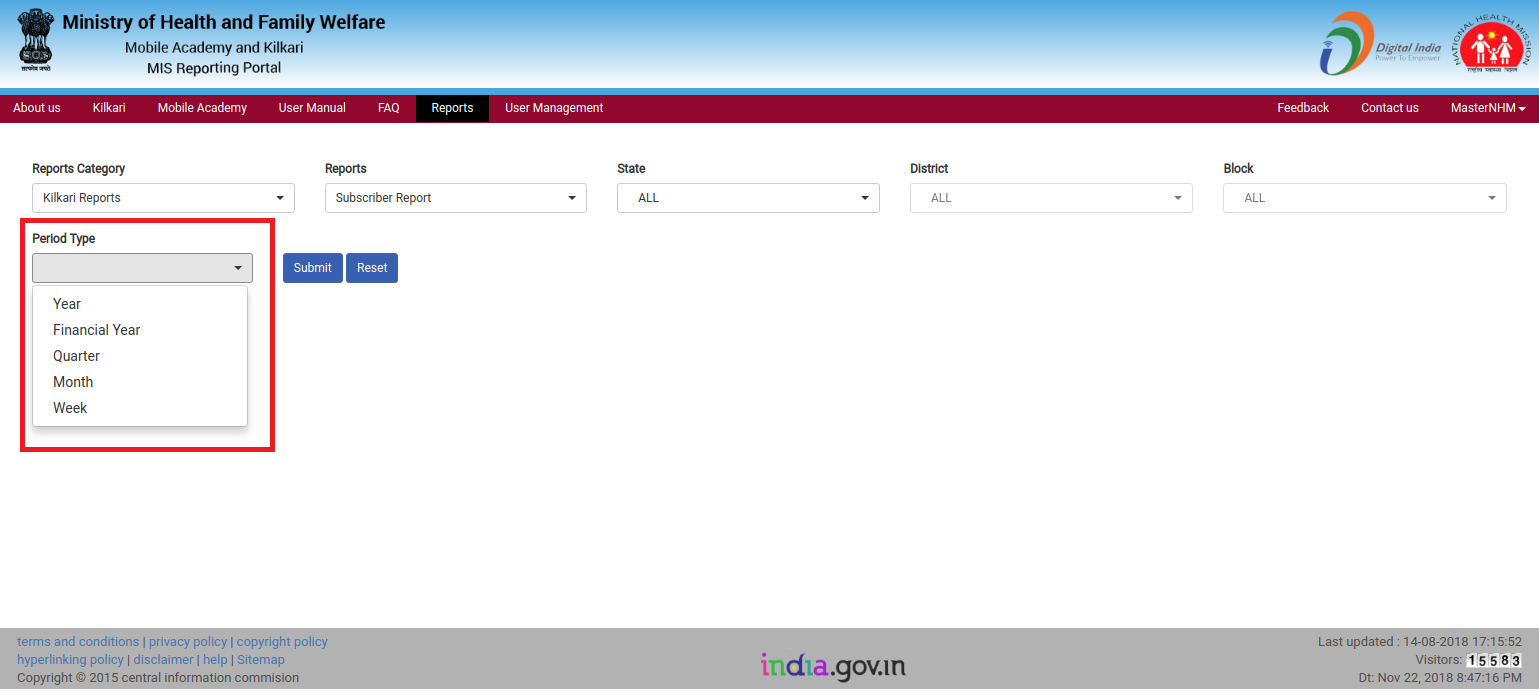 Ministry of Health and Family Welfare
Mobile Academy and Kilkari
MIS Reporting Portal
सत्यमेव जयते
Digital India
Power To Empower
NATIONAL HEALTH MISSION
About us Kilkari Mobile Academy User Manual FAQ Reports User Management Feedback Contact us MasterNHM
Reports Category Reports State District Block
Kilkari Reports Subscriber Report ALL ALL ALL
Period Type
Submit Reset
Year
Financial Year
Quarter
Month
Week
terms and conditions | privacy policy | copyright policy
hyperlinking policy | disclaimer | help | Sitemap
Copyright © 2015 central information commision
india.gov.in
Last updated : 14-08-2018 17:15:52
Visitors: 15583
Dt: Nov 22, 2018 8:47:16 PM